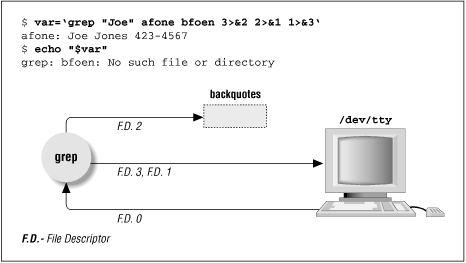 $ var=`grep "Joe" afone bfoen 3>&2 2>&1 1>&3`
afone: Joe Jones 423-4567
$ echo "$var"
grep: bfoen: No such file or directory
backquotes
/dev/tty
F.D. 2
grep
F.D. 3, F.D. 1
F.D. 0
F.D.- File Descriptor